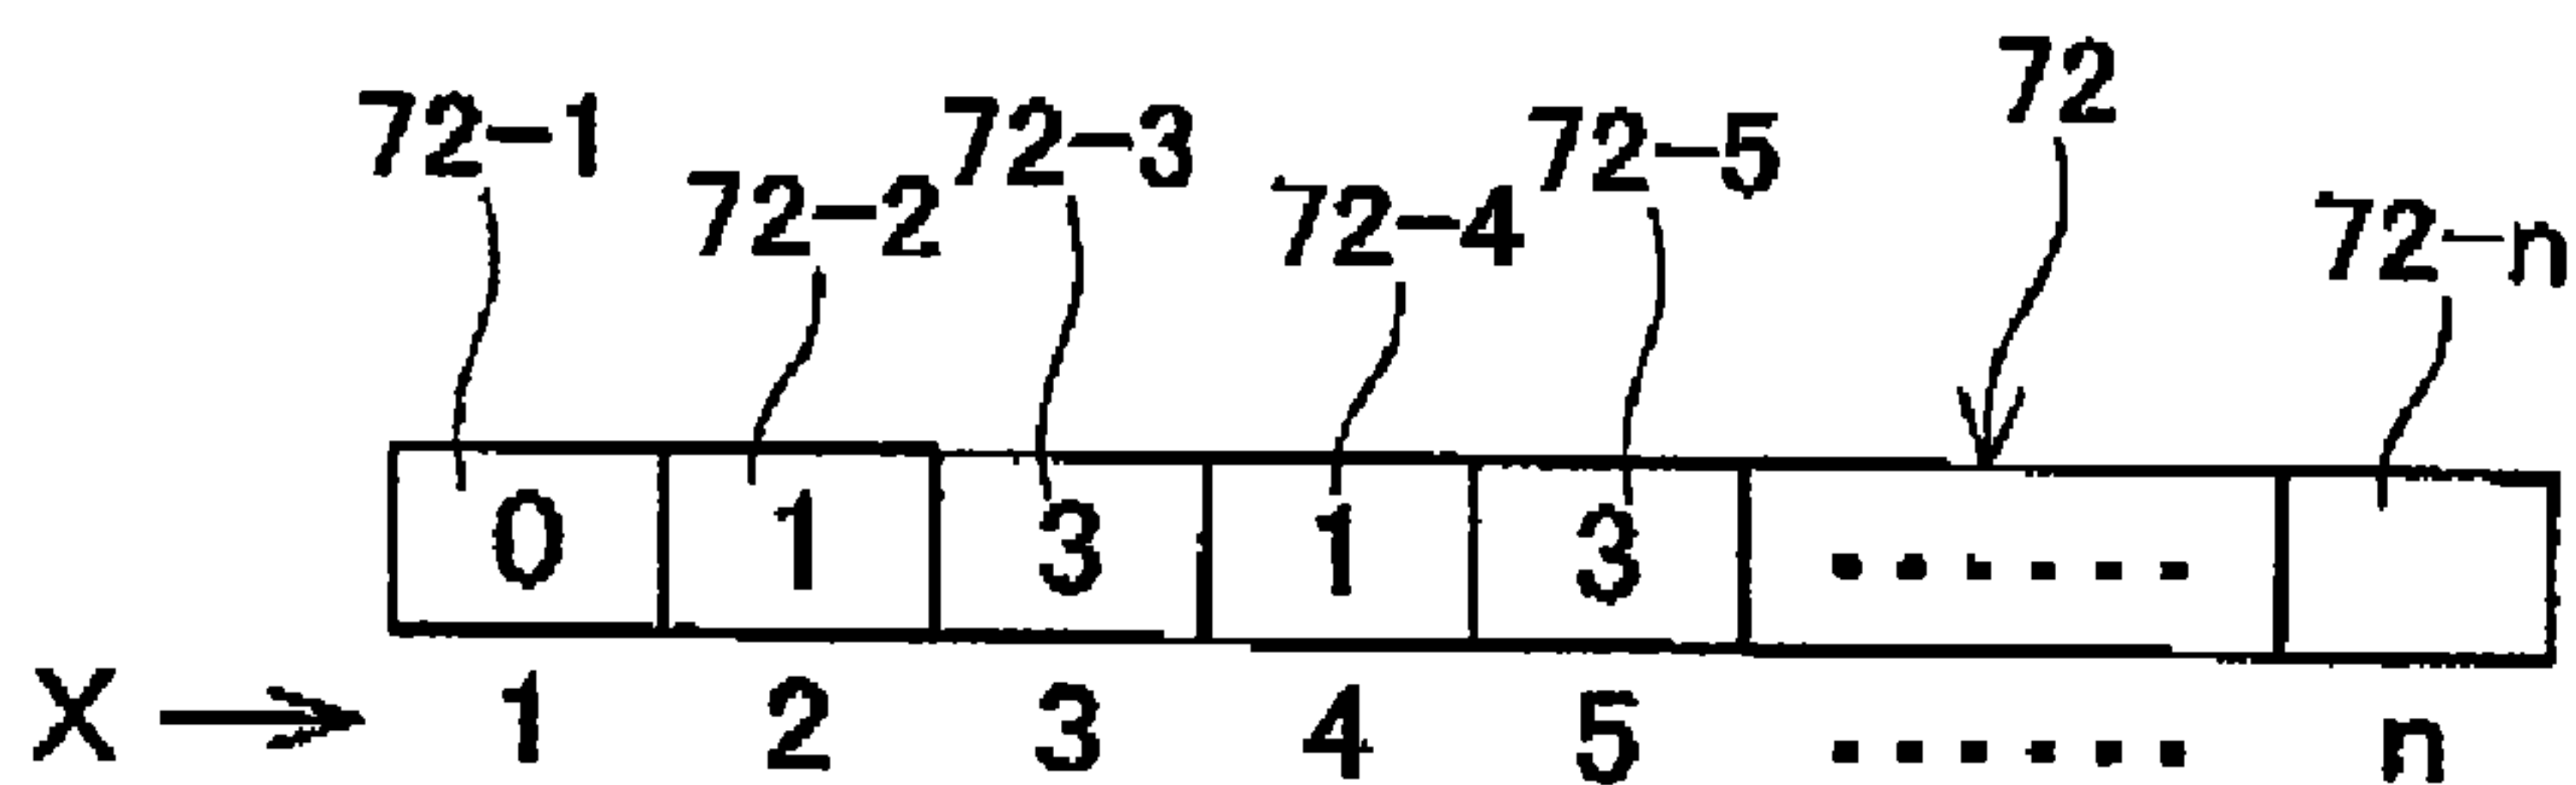 72-1 72-2 72-3 72-4 72-5 72 72-n
0 1 3 1 3 ......
X → 1 2 3 4 5 ...... n